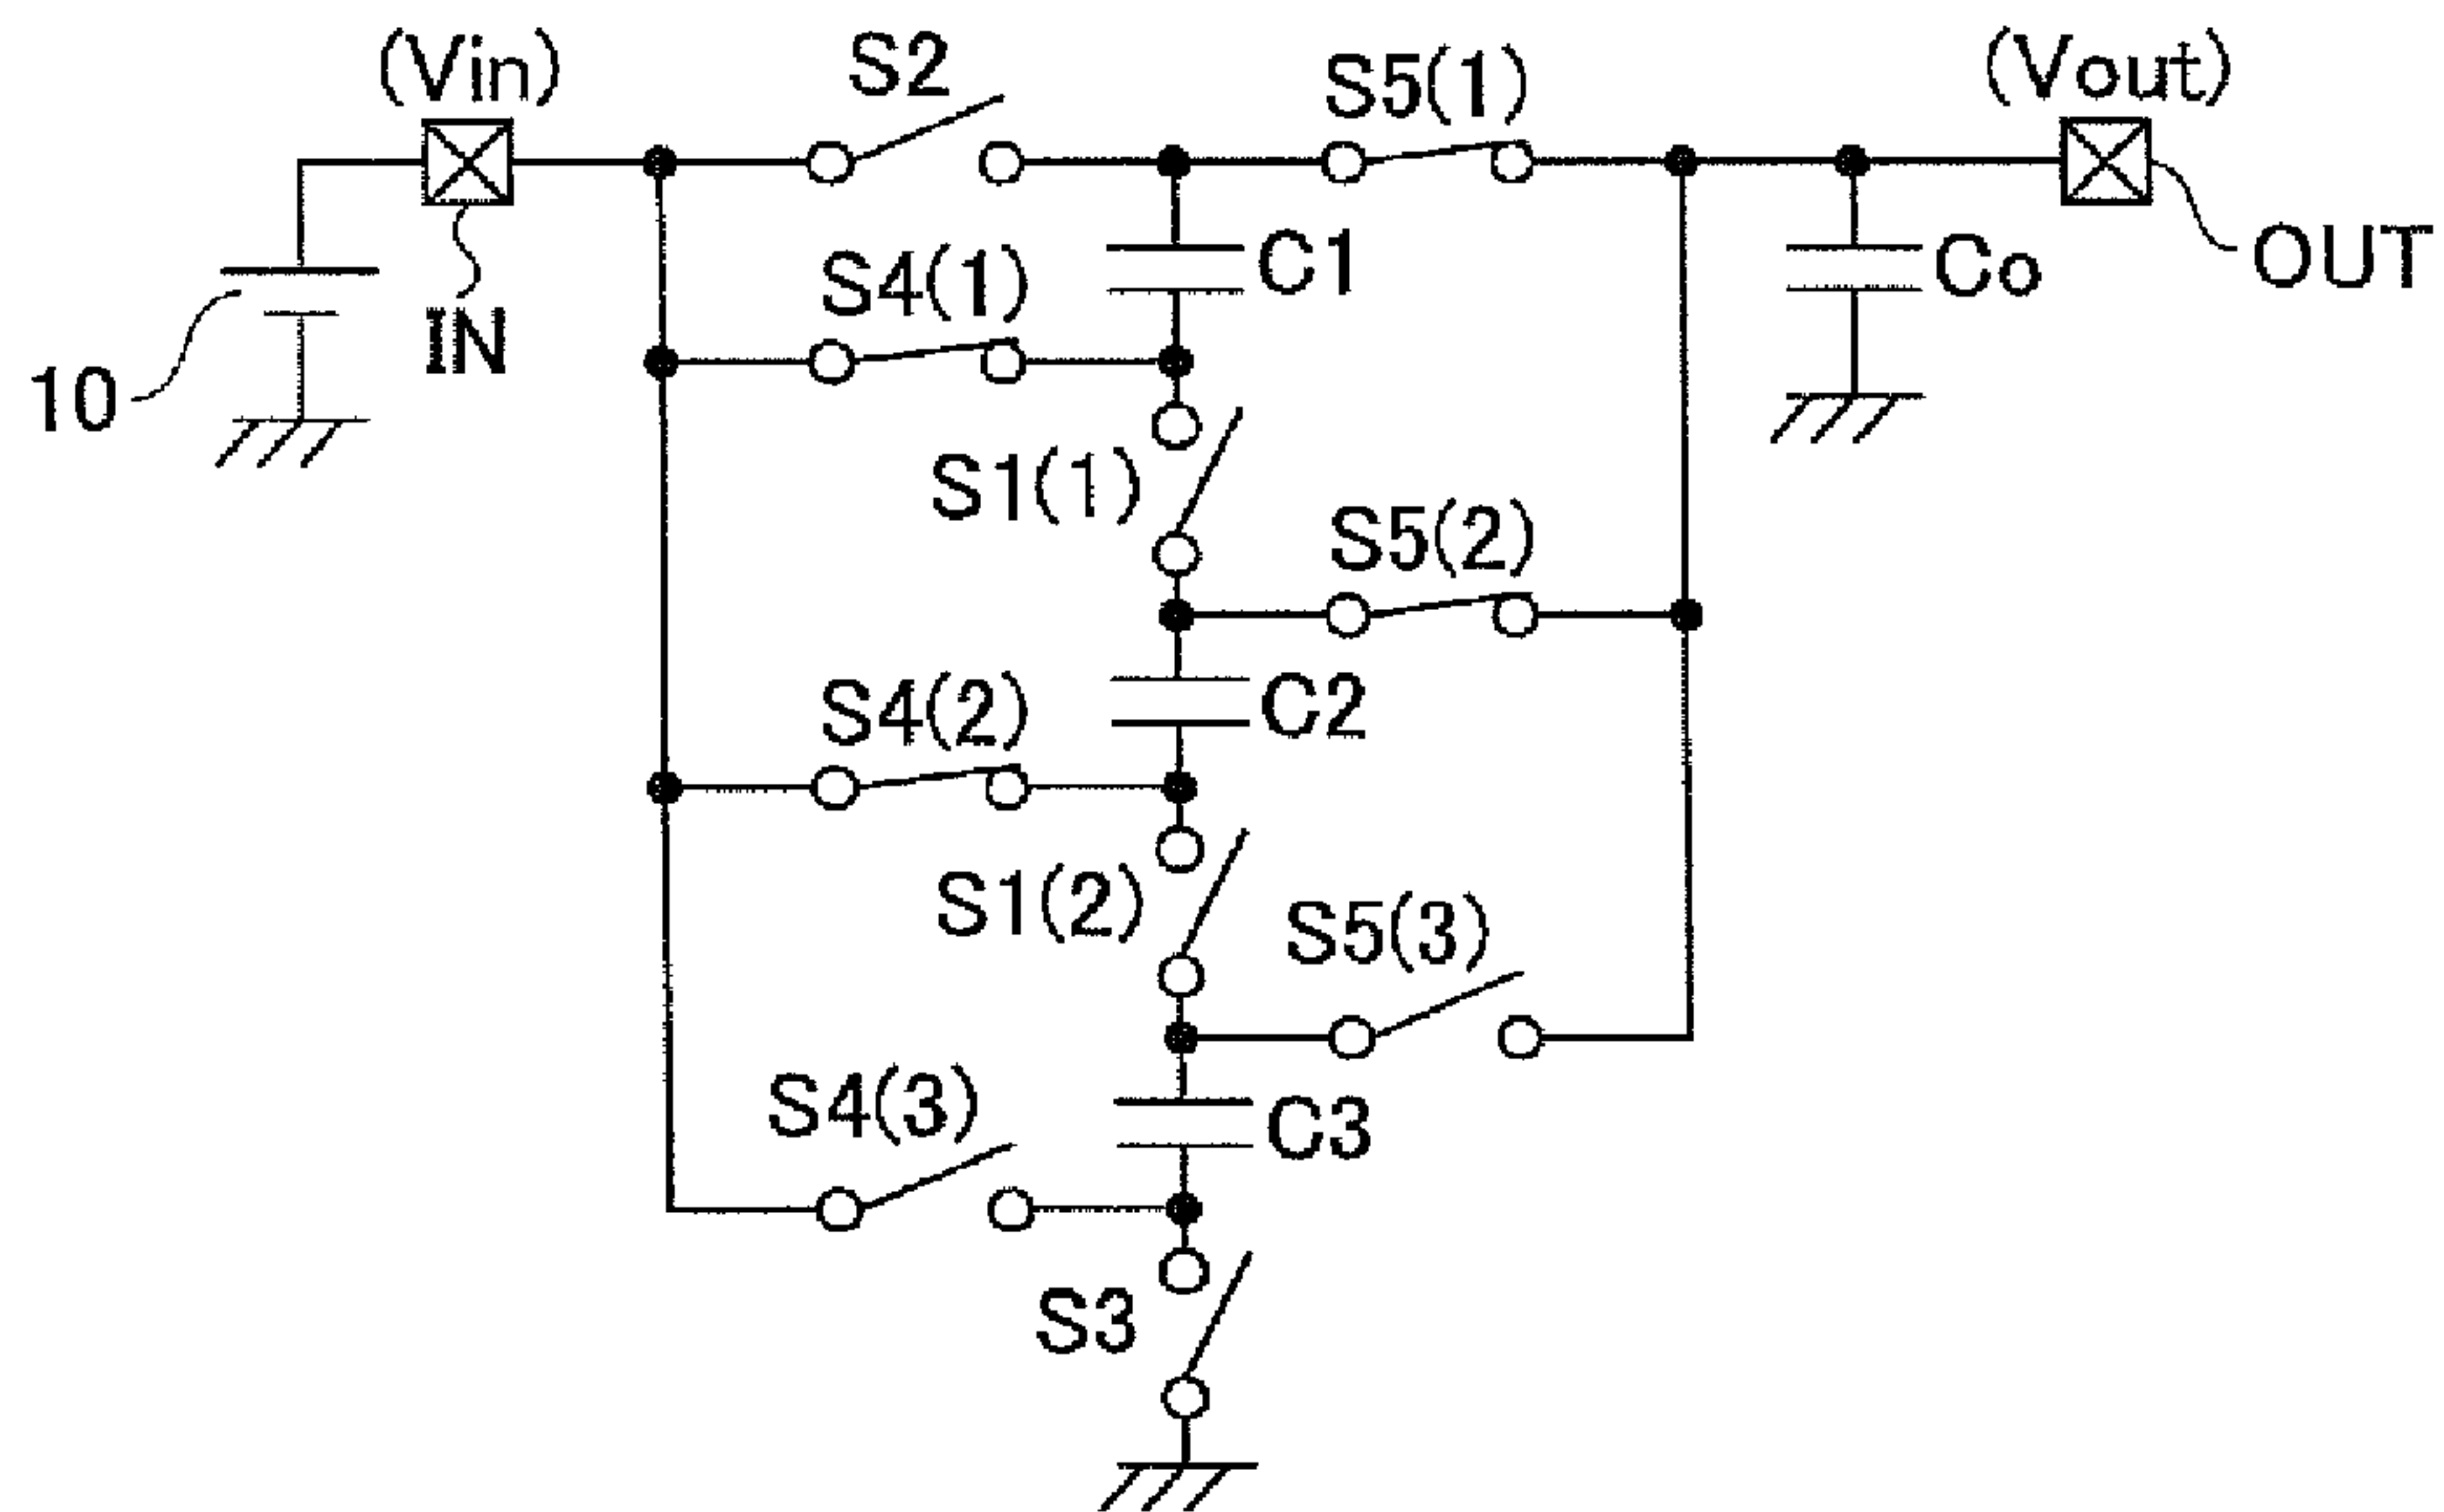 (Vin)
S2
S5(1)
(Vout)
S4(1)
C1
Co
OUT
10
IN
S1(1)
S5(2)
S4(2)
C2
S1(2)
S5(3)
S4(3)
C3
S3